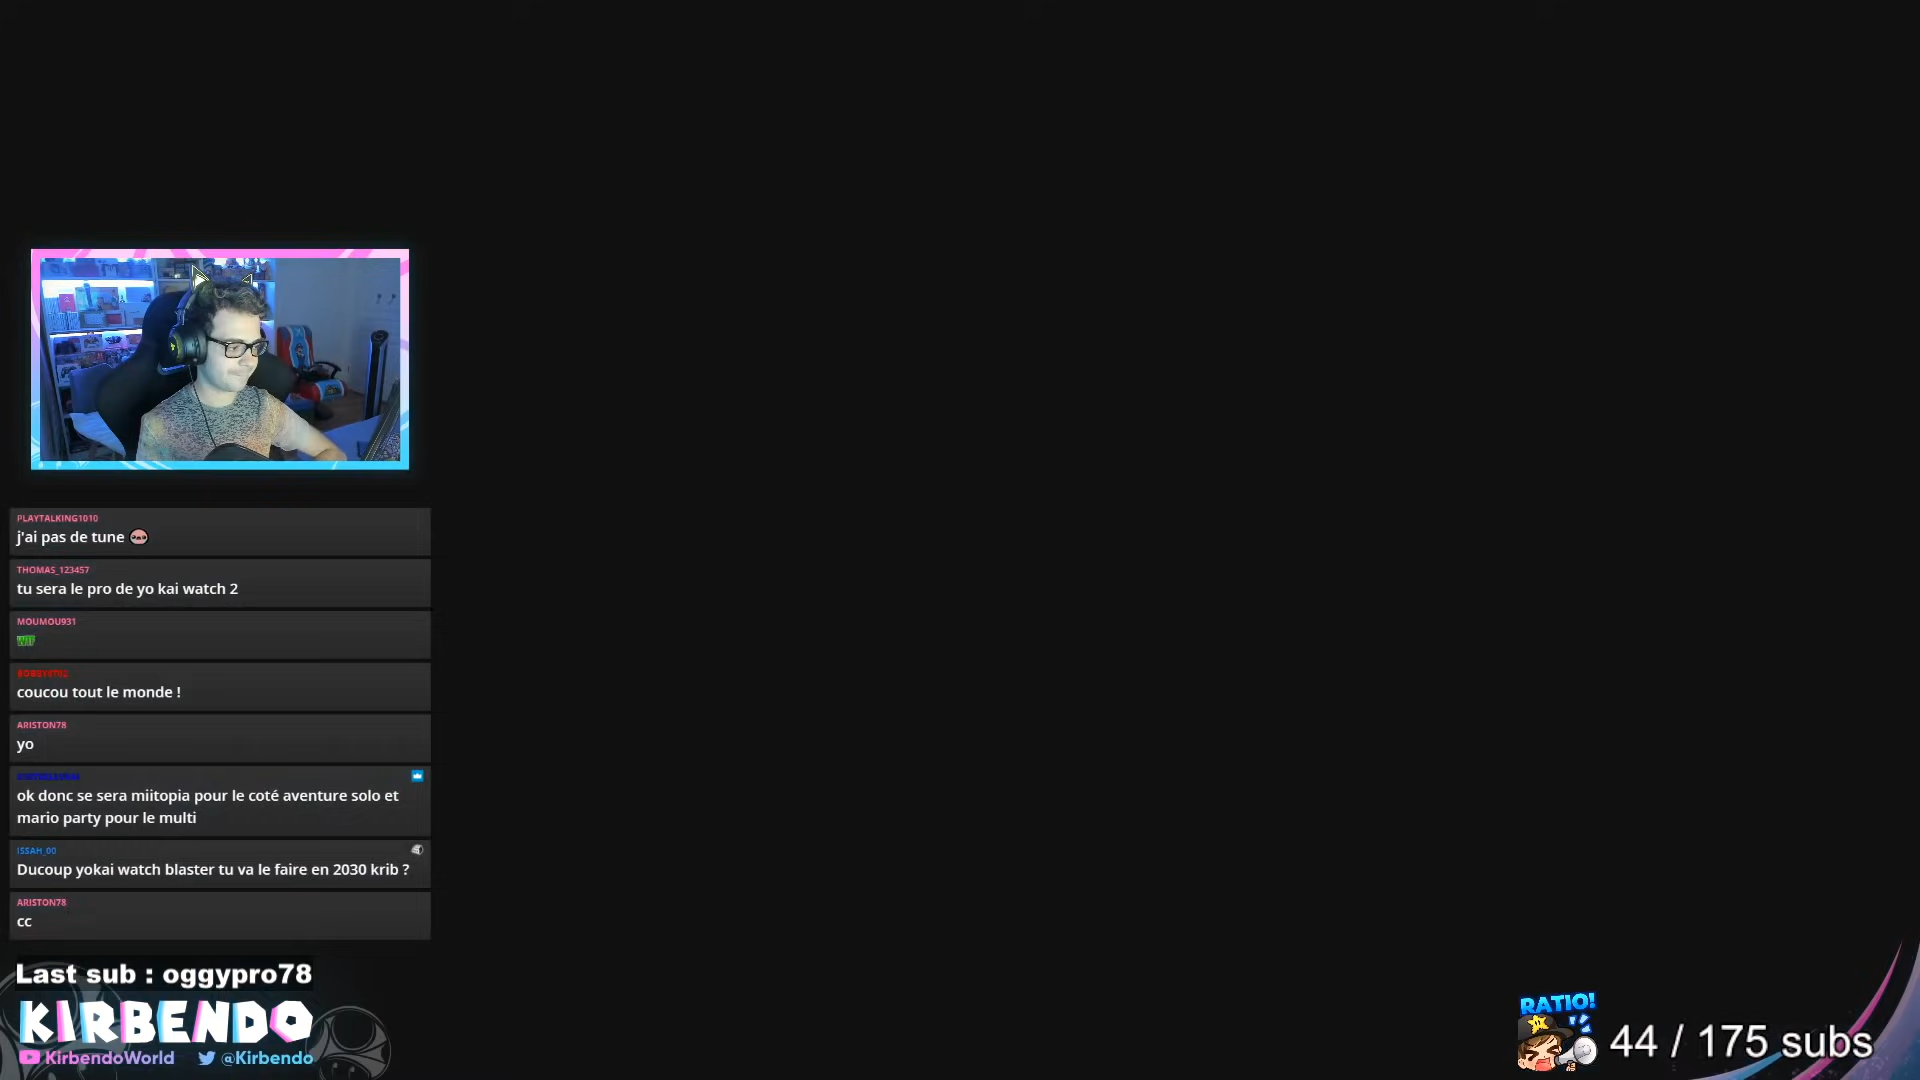 PLAYTALKING1010
j'ai pas de tune
THOMAS_123457
tu sera le pro de yo kai watch 2
MOUMOU931
WTF
coucou tout le monde !
ARISTON78
yo
ok donc se sera miitopia pour le coté aventure solo et
mario party pour le multi
ISSAH_00
Ducoup yokai watch blaster tu va le faire en 2030 krib ?
ARISTON78
cc
Last sub : oggypro78
KIRBENDO
KirbendoWorld @Kirbendo
RATIO!
44 / 175 subs